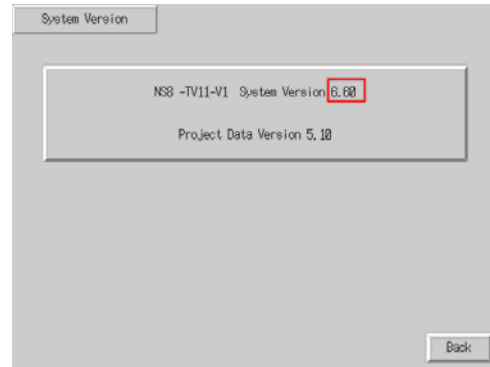 System Version
NS8 -TV11-V1 System Version 6.60
Project Data Version 5.10
Back